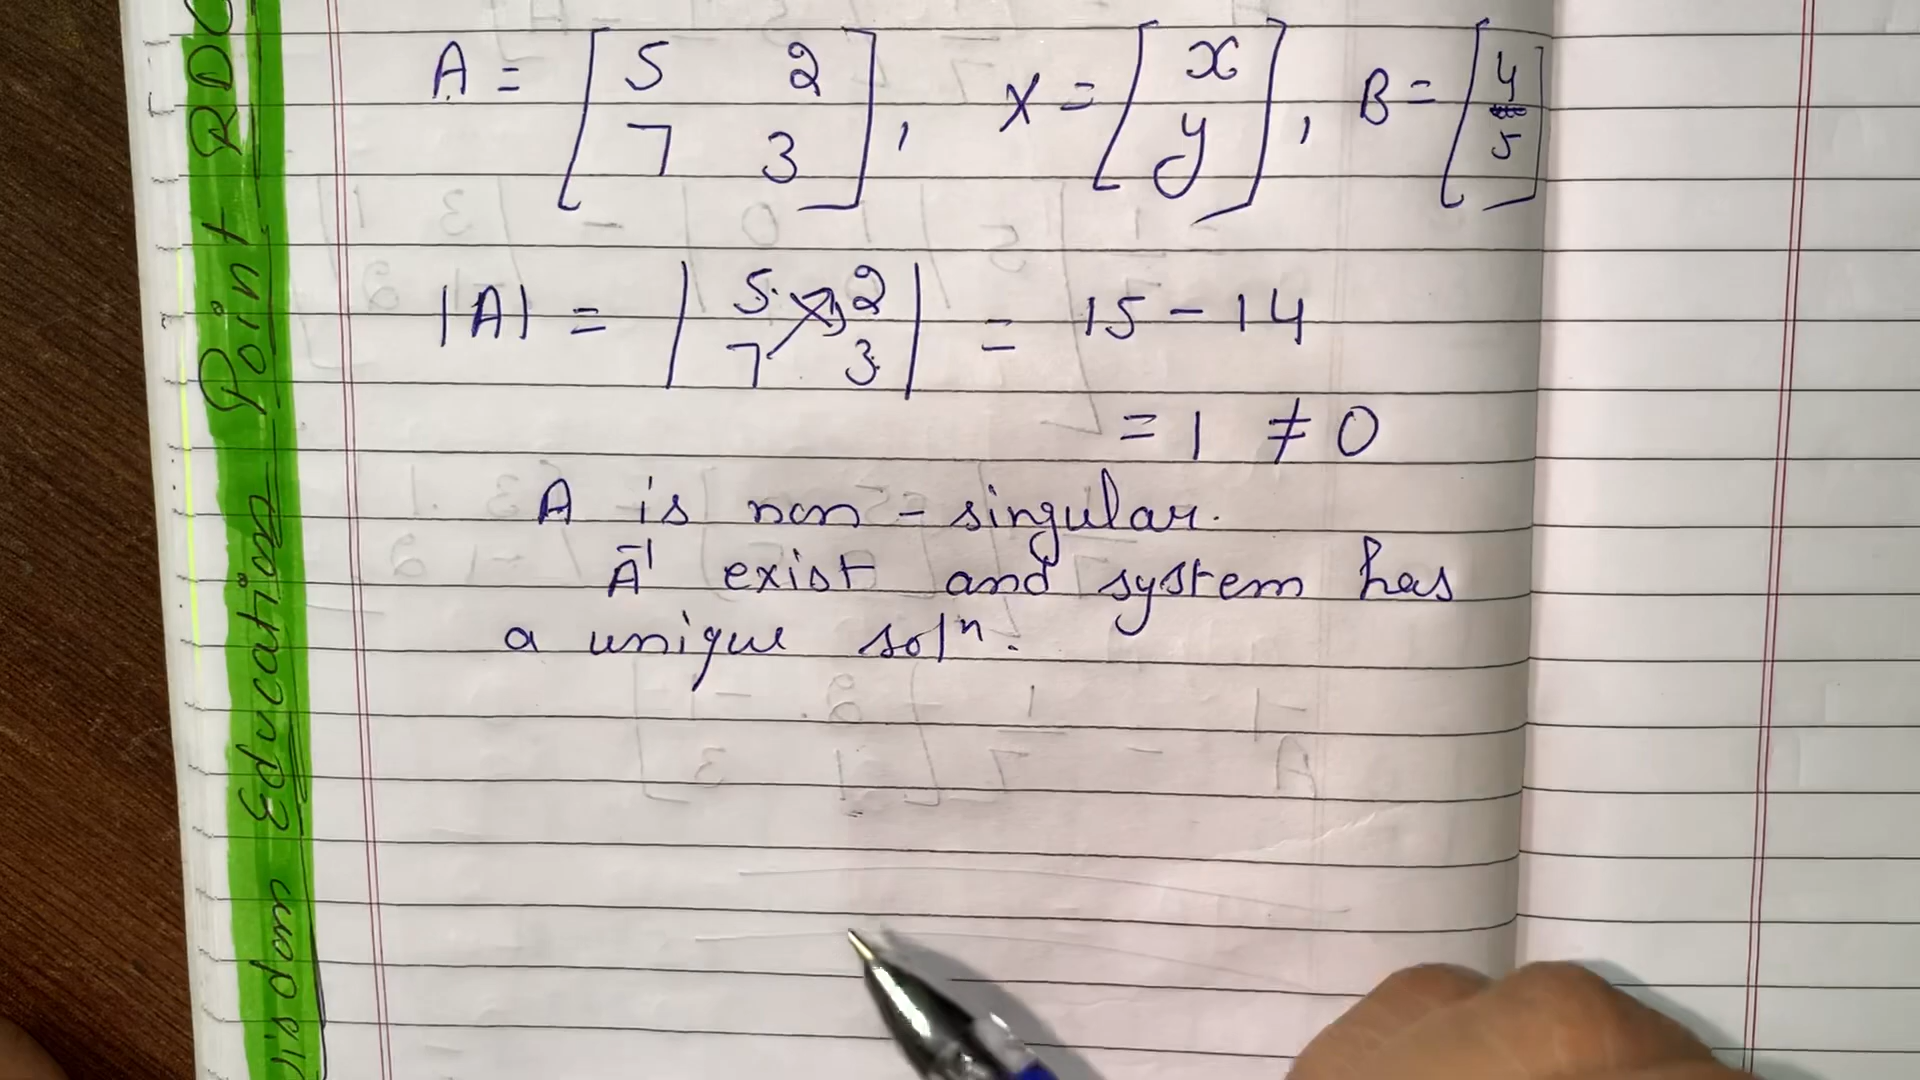 A = [ 5 2 7 3 ] , X = [ x y ] , B = [ 4 5 ]
|A| = | 5 2 7 3 | = 15 - 14
= 1 ≠ 0
A is non - singular.
A⁻¹ exist and system has
a unique solⁿ.
Education Point